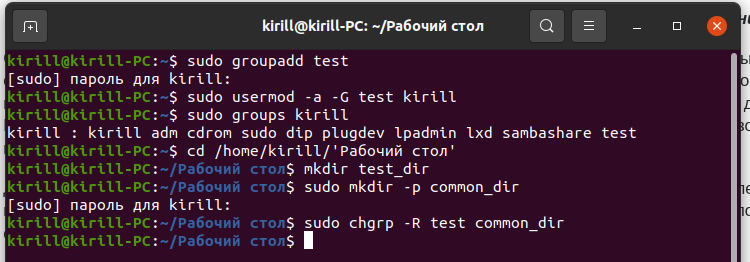 kirill@kirill-PC: ~/Рабочий стол
kirill@kirill-PC:~$ sudo groupadd test
[sudo] пароль для kirill:
kirill@kirill-PC:~$ sudo usermod -a -G test kirill
kirill@kirill-PC:~$ sudo groups kirill
kirill : kirill adm cdrom sudo dip plugdev lpadmin lxd sambashare test
kirill@kirill-PC:~$ cd /home/kirill/'Рабочий стол'
kirill@kirill-PC:~/Рабочий стол$ mkdir test_dir
kirill@kirill-PC:~/Рабочий стол$ sudo mkdir -p common_dir
[sudo] пароль для kirill:
kirill@kirill-PC:~/Рабочий стол$ sudo chgrp -R test common_dir
kirill@kirill-PC:~/Рабочий стол$